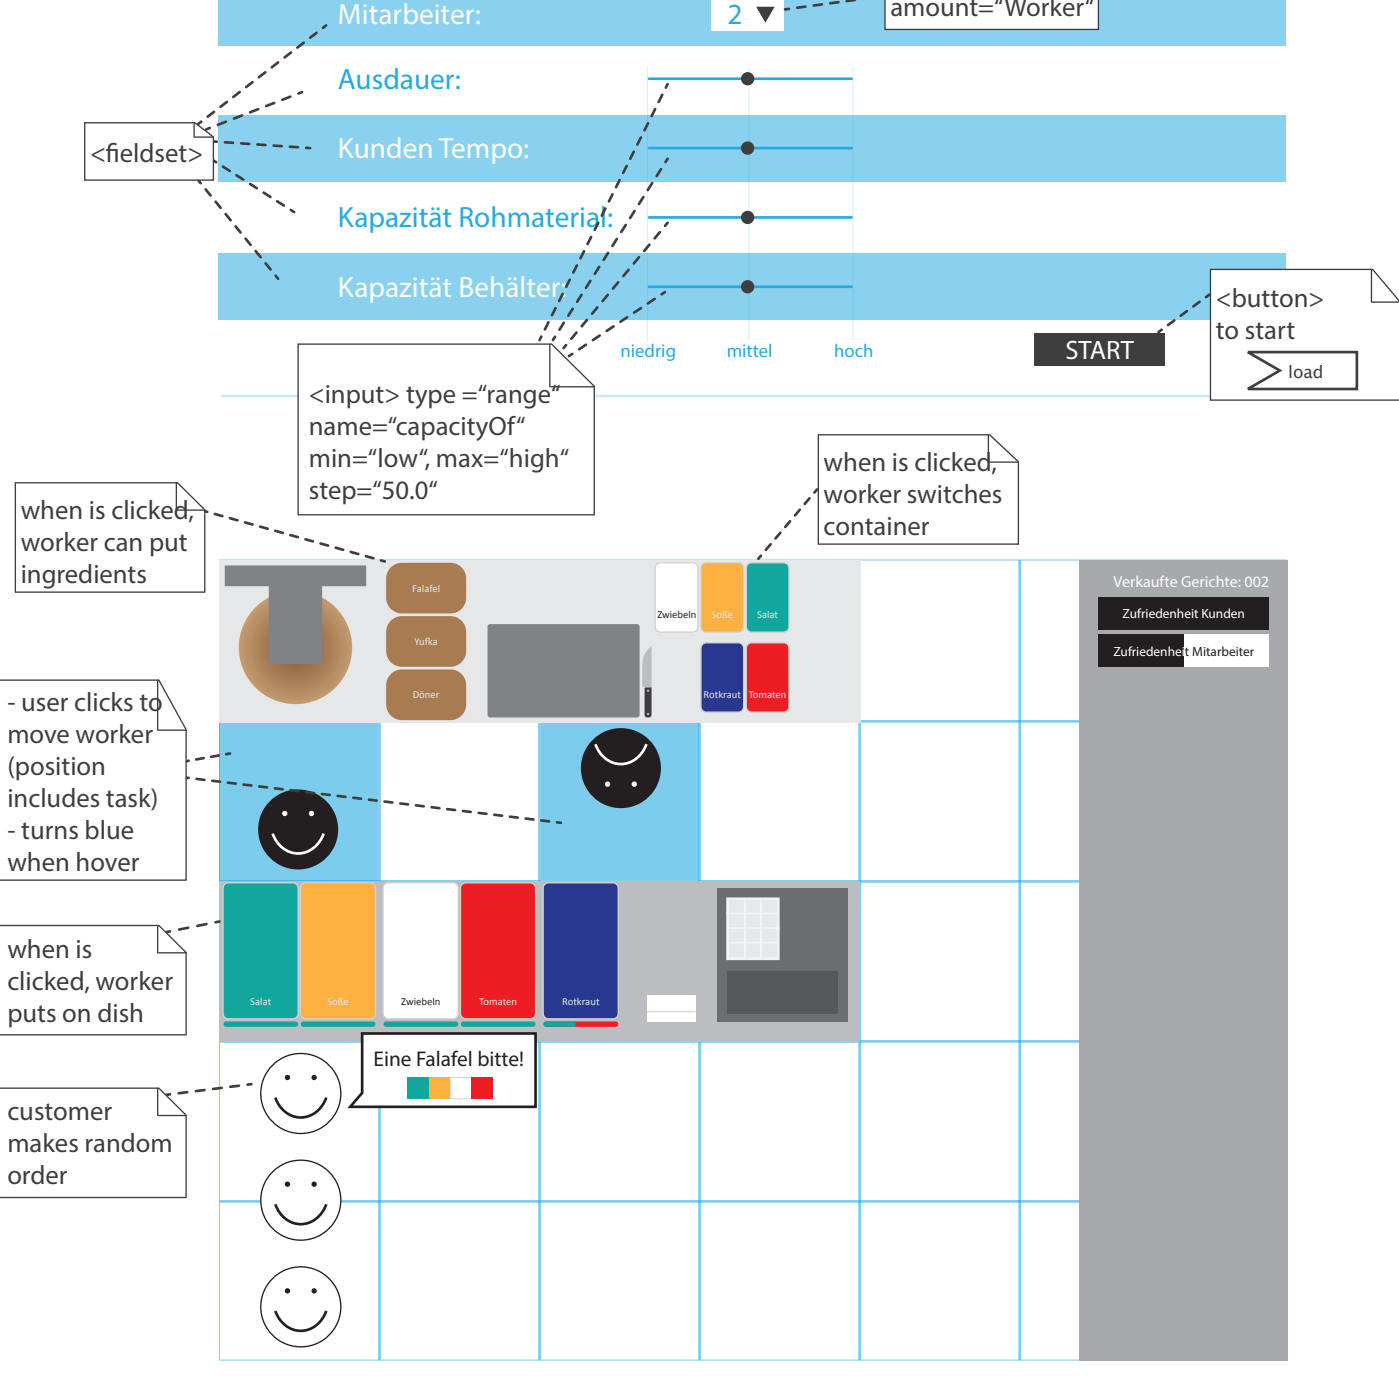 Mitarbeiter:
2
amount=“Worker“
Ausdauer:
<fieldset>
Kunden Tempo:
Kapazität Rohmaterial:
Kapazität Behälter:
niedrig
mittel
hoch
START
<button>
to start
load
<input> type =“range“
name=“capacityOf“
min=“low“, max=“high“
step=“50.0“
when is clicked,
worker switches
container
when is clicked,
worker can put
ingredients
Falafel
Yufka
Döner
Zwiebeln
Soße
Salat
Rotkraut
Tomaten
Verkaufte Gerichte: 002
Zufriedenheit Kunden
Zufriedenheit Mitarbeiter
- user clicks to
move worker
(position
includes task)
- turns blue
when hover
when is
clicked, worker
puts on dish
Salat
Soße
Zwiebeln
Tomaten
Rotkraut
Eine Falafel bitte!
customer
makes random
order